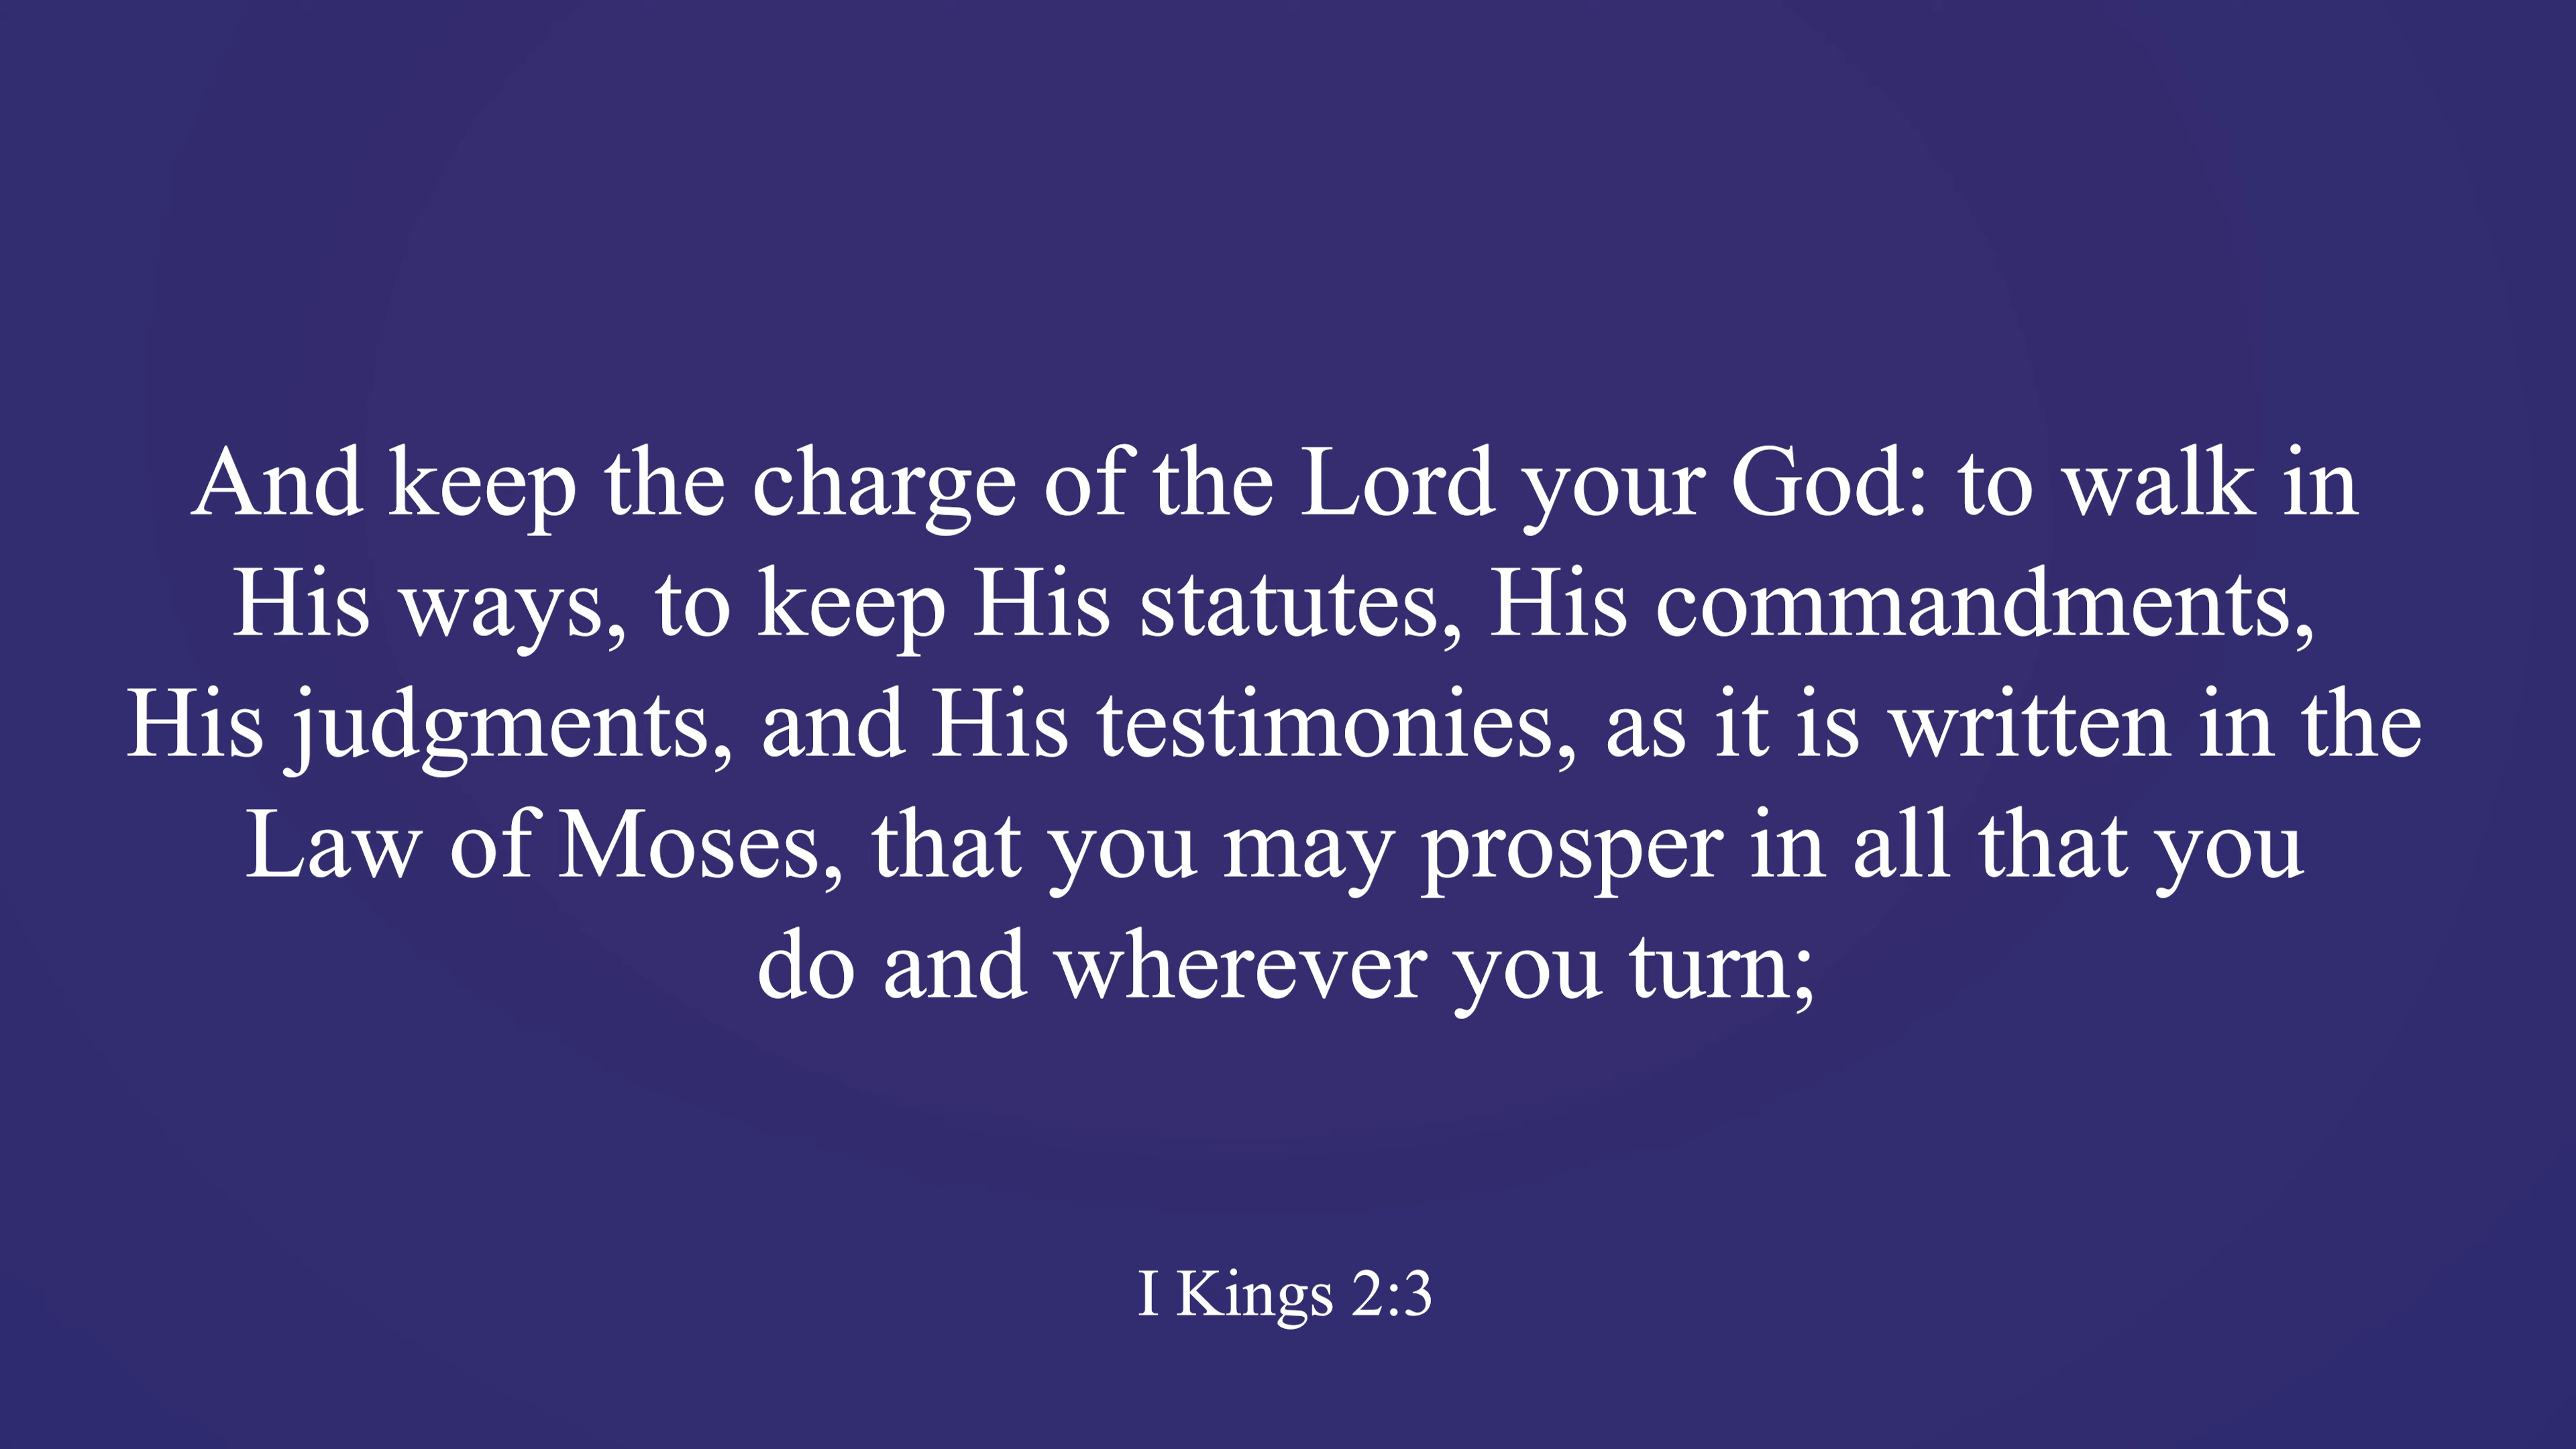 And keep the charge of the Lord your God: to walk in
His ways, to keep His statutes, His commandments,
His judgments, and His testimonies, as it is written in the
Law of Moses, that you may prosper in all that you
do and wherever you turn;
I Kings 2:3